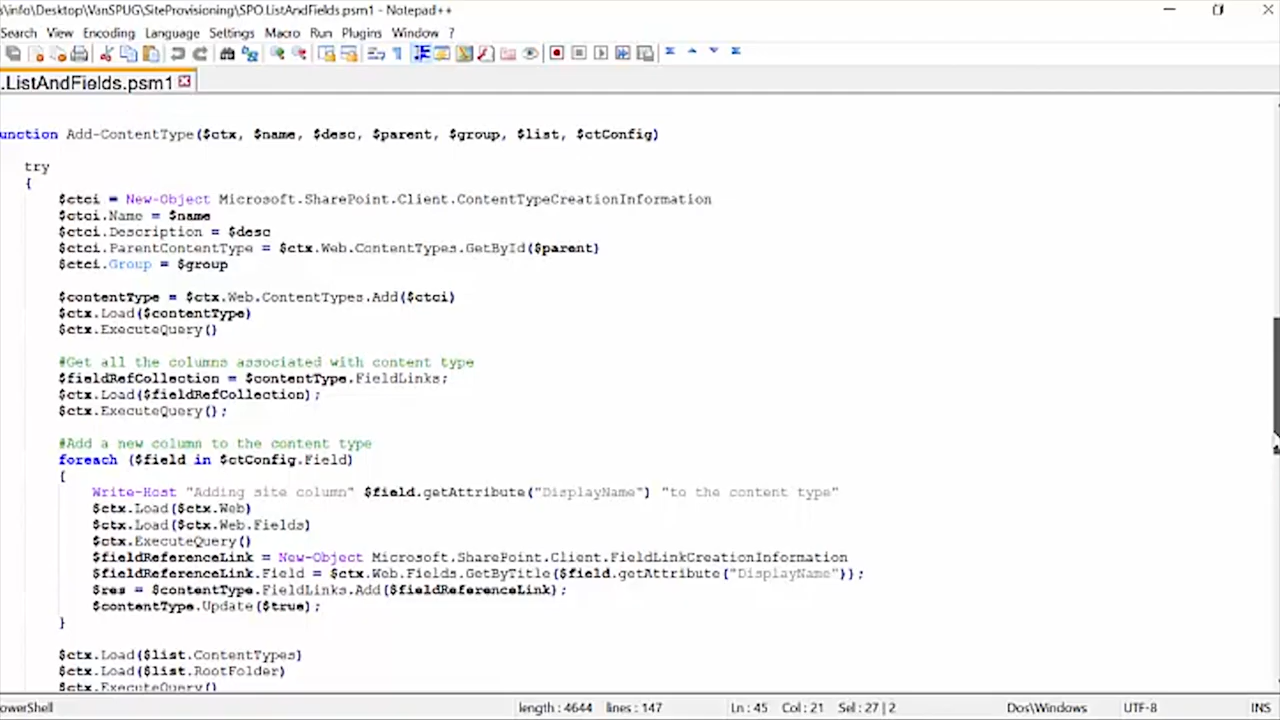 s\info\Desktop\VanSPUG\SiteProvisioning\SPO.ListAndFields.psm1 - Notepad++
Search View Encoding Language Settings Macro Run Plugins Window ?
.ListAndFields.psm1
unction Add-ContentType($ctx, $name, $desc, $parent, $group, $list, $ctConfig)
try
{
$ctci = New-Object Microsoft.SharePoint.Client.ContentTypeCreationInformation
$ctci.Name = $name
$ctci.Description = $desc
$ctci.ParentContentType = $ctx.Web.ContentTypes.GetById($parent)
$ctci.Group = $group
$contentType = $ctx.Web.ContentTypes.Add($ctci)
$ctx.Load($contentType)
$ctx.ExecuteQuery()
#Get all the columns associated with content type
$fieldRefCollection = $contentType.FieldLinks;
$ctx.Load($fieldRefCollection);
$ctx.ExecuteQuery();
#Add a new column to the content type
foreach ($field in $ctConfig.Field)
{
Write-Host "Adding site column" $field.getAttribute("DisplayName") "to the content type"
$ctx.Load($ctx.Web)
$ctx.Load($ctx.Web.Fields)
$ctx.ExecuteQuery()
$fieldReferenceLink = New-Object Microsoft.SharePoint.Client.FieldLinkCreationInformation
$fieldReferenceLink.Field = $ctx.Web.Fields.GetByTitle($field.getAttribute("DisplayName"));
$res = $contentType.FieldLinks.Add($fieldReferenceLink);
$contentType.Update($true);
}
$ctx.Load($list.ContentTypes)
$ctx.Load($list.RootFolder)
$ctx.ExecuteQuery()
owerShell length : 4644 lines : 147 Ln : 45 Col : 21 Sel : 27 | 2 Dos\Windows UTF-8 INS